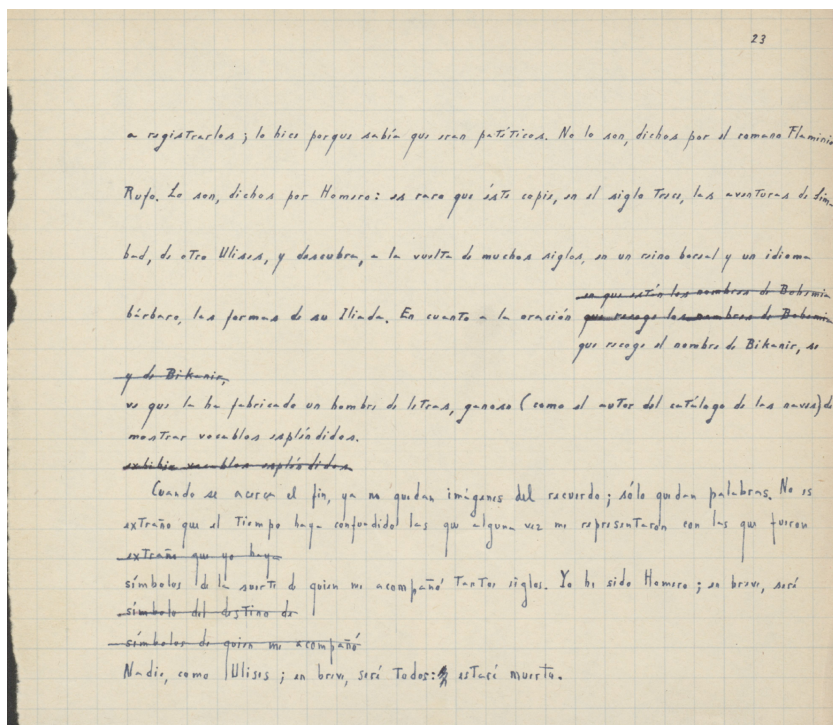 23
a registrarlos; lo hice porque sabía que eran patéticos. No lo son, dichos por el romano Flaminio
Rufo. Lo son, dichos por Homero: es raro que éste copie, en el siglo trece, las aventuras de Sim-
bad, de otro Ulises, y descubra, a la vuelta de muchos siglos, en un reino boreal y un idioma
en que están los nombres de Bohemia
bárbaro, las formas de su Ilíada. En cuanto a la oración que recoge los nombres de Bohemia
que recoge el nombre de Bikanir, se
y de Bikanir,
ve que la ha fabricado un hombre de letras, ganoso (como el autor del catálogo de las naves) de
mostrar vocablos espléndidos.
exhibir vocablos espléndidos.
Cuando se acerca el fin, ya no quedan imágenes del recuerdo; sólo quedan palabras. No es
extraño que el tiempo haya confundido las que alguna vez me representaron con las que fueron
extraño que yo hay
símbolos de la suerte de quien me acompañó tantos siglos. Yo he sido Homero; en breve, seré
símbolo del destino de
símbolos de quien me acompañó
Nadie, como Ulises; en breve, seré todos: estaré muerto.